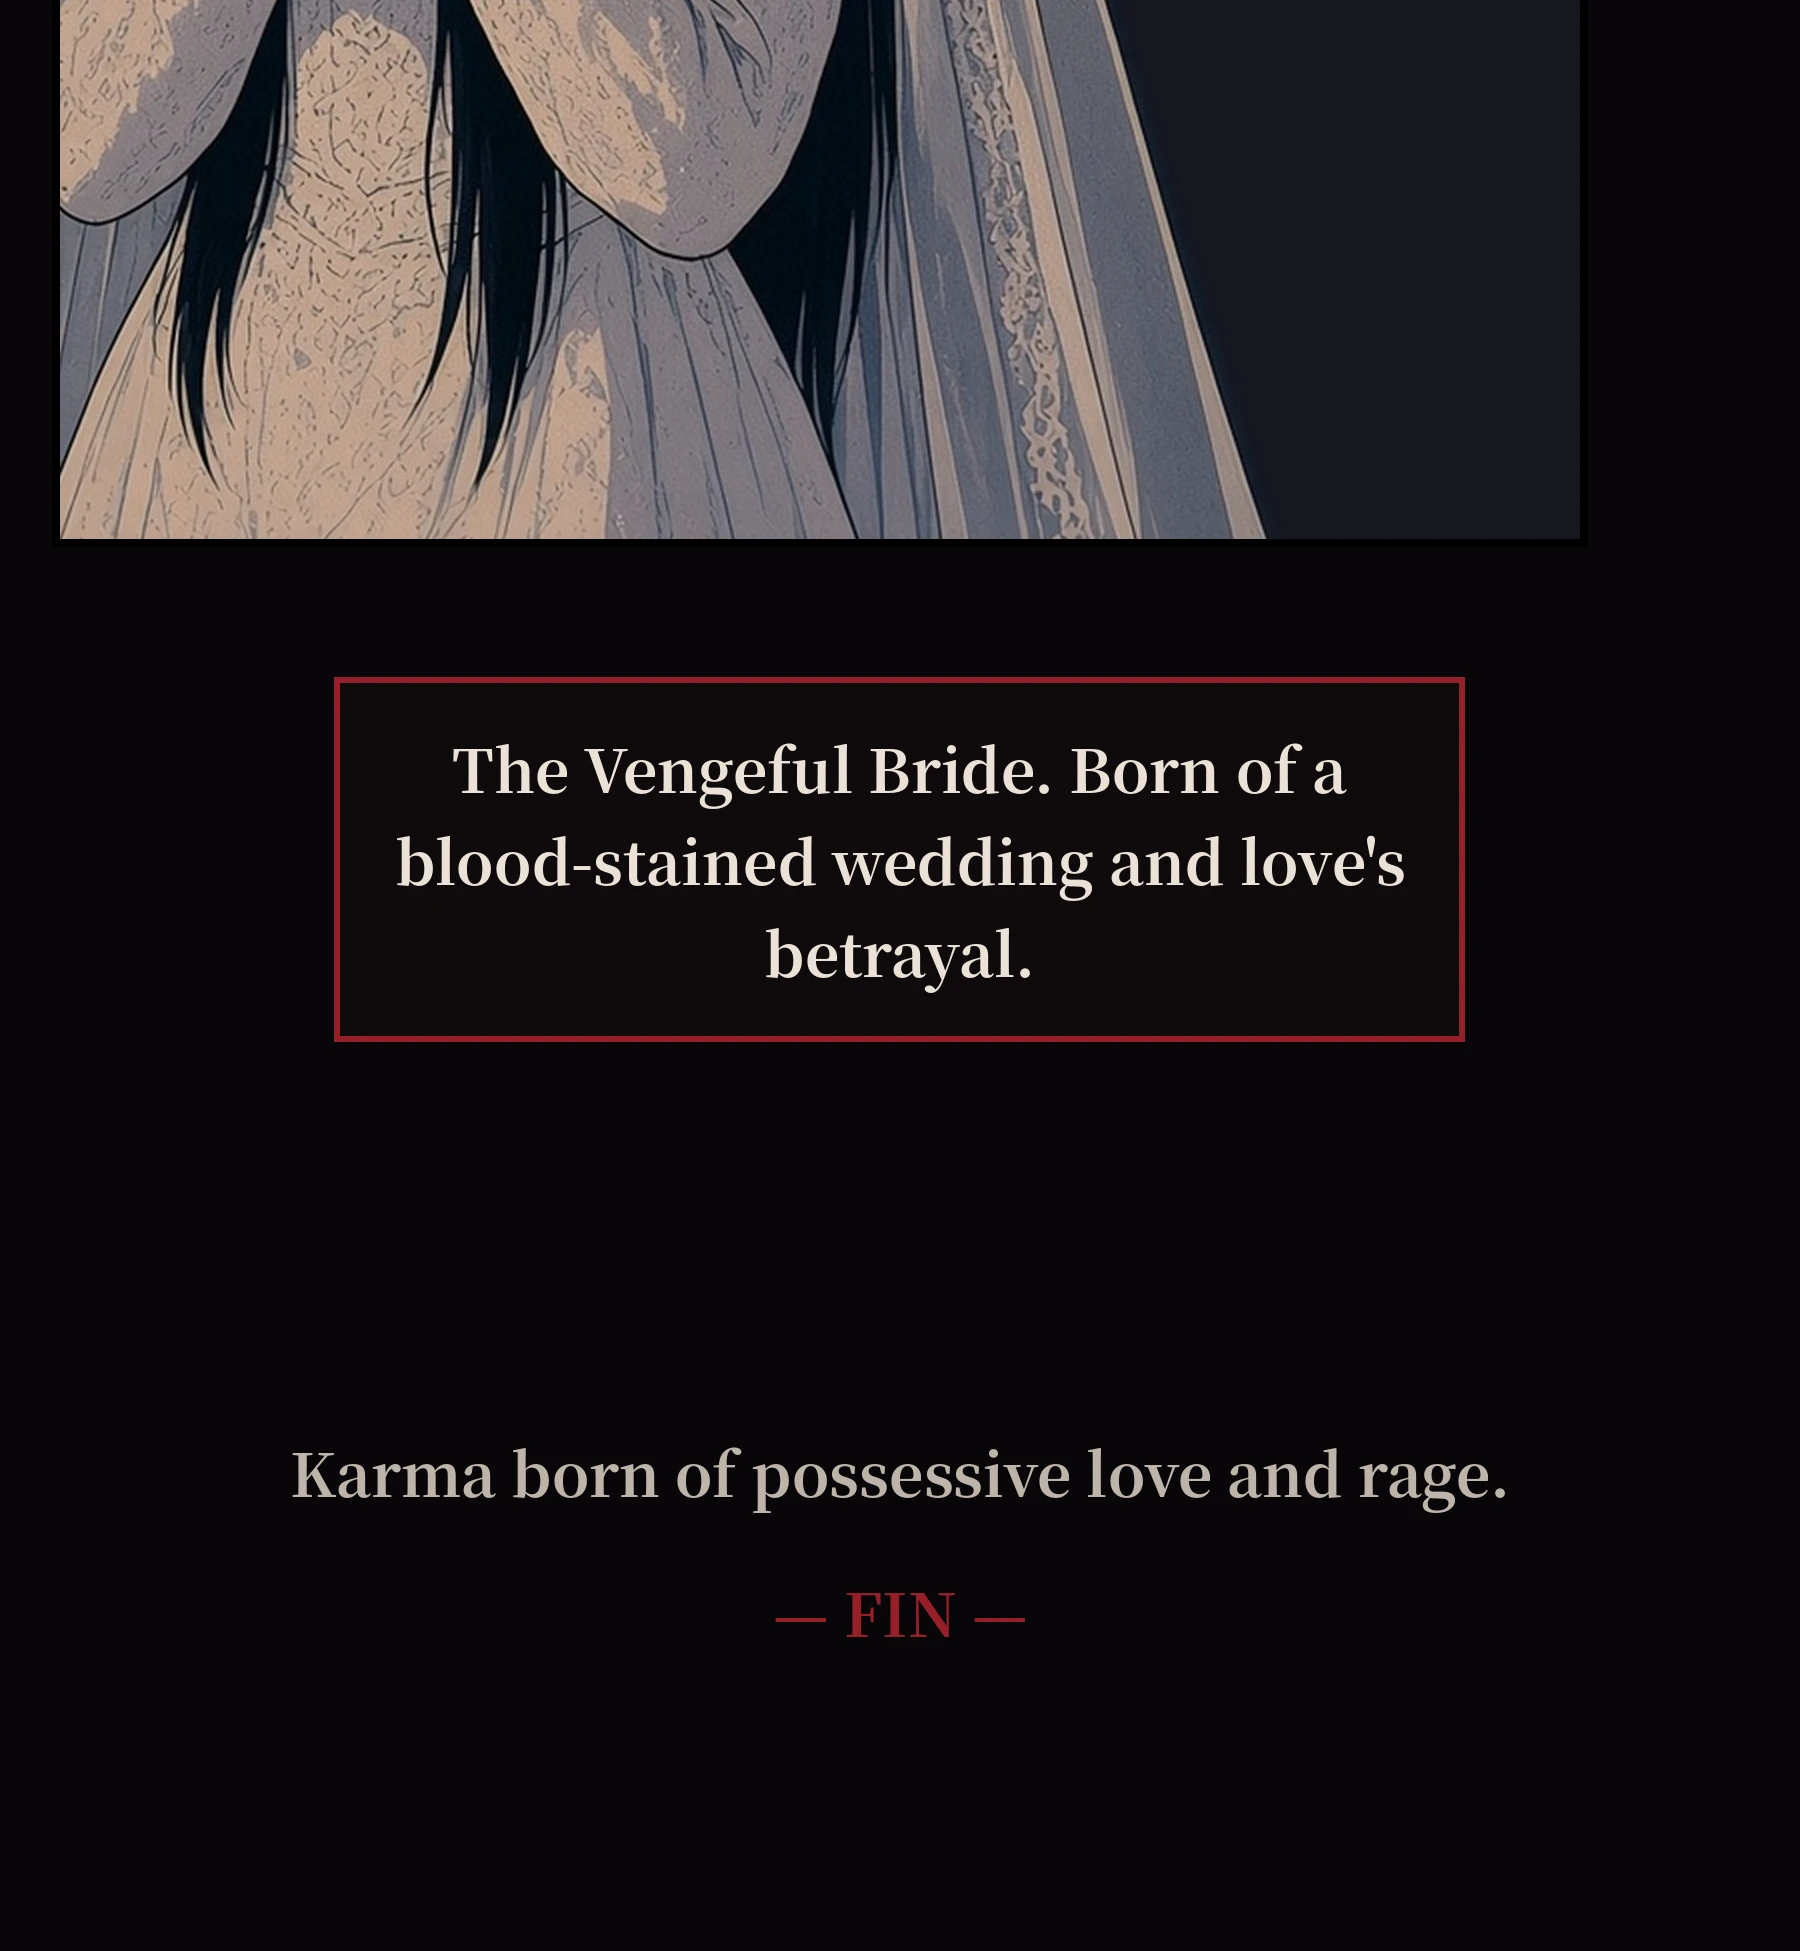 The Vengeful Bride. Born of a
blood-stained wedding and love's
betrayal.
Karma born of possessive love and rage.
— FIN —